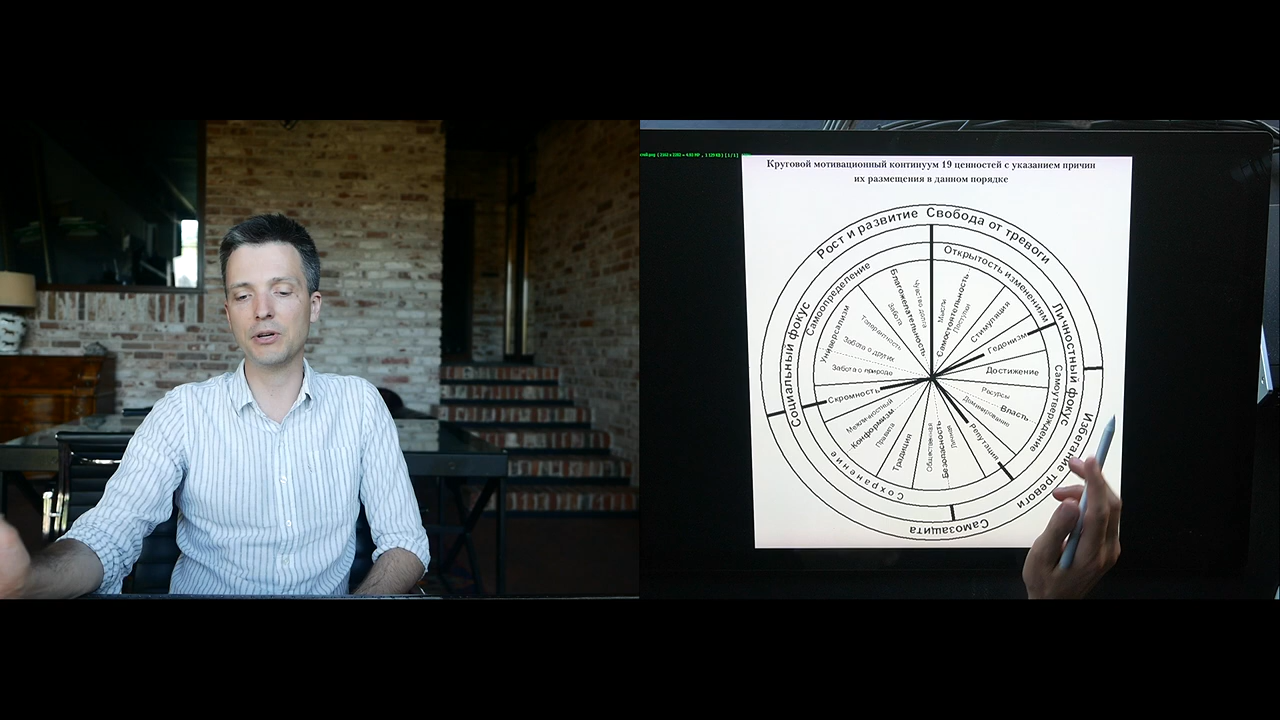 Круговой мотивационный континуум 19 ценностей с указанием причин
их размещения в данном порядке
Рост и развитие
Свобода от тревоги
Социальный фокус
Личностный фокус
Избегание тревоги
Самозащита
Самоопределение
Открытость изменениям
Самоутверждение
Сохранение
Чувство долга
Благожелательность
Забота
Мысли
Самостоятельность
Поступки
Стимуляция
Гедонизм
Достижение
Ресурсы
Власть
Доминирование
Репутация
Личная
Безопасность
Общественная
Традиция
Правила
Конформизм
Межличностный
Скромность
Забота о природе
Забота о других
Толерантность
Универсализм